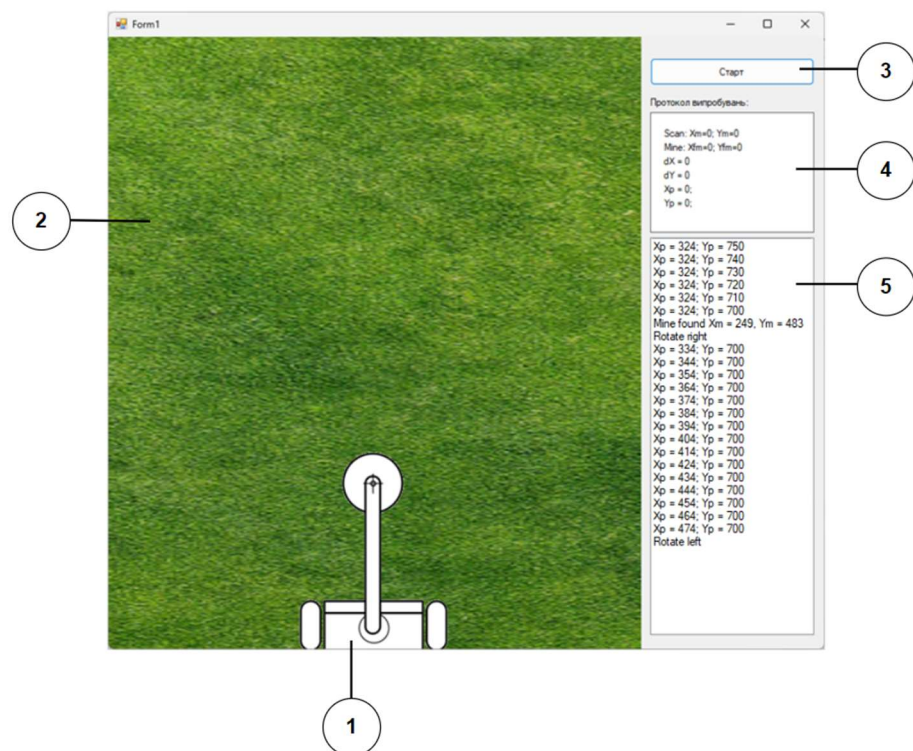 Form1
Старт
Протокол випробувань:
Scan: Xm=0; Ym=0
Mine: Xfm=0; Yfm=0
dX = 0
dY = 0
Xp = 0;
Yp = 0;
Xp = 324; Yp = 750
Xp = 324; Yp = 740
Xp = 324; Yp = 730
Xp = 324; Yp = 720
Xp = 324; Yp = 710
Xp = 324; Yp = 700
Mine found Xm = 249, Ym = 483
Rotate right
Xp = 334; Yp = 700
Xp = 344; Yp = 700
Xp = 354; Yp = 700
Xp = 364; Yp = 700
Xp = 374; Yp = 700
Xp = 384; Yp = 700
Xp = 394; Yp = 700
Xp = 404; Yp = 700
Xp = 414; Yp = 700
Xp = 424; Yp = 700
Xp = 434; Yp = 700
Xp = 444; Yp = 700
Xp = 454; Yp = 700
Xp = 464; Yp = 700
Xp = 474; Yp = 700
Rotate left
3
4
2
5
1